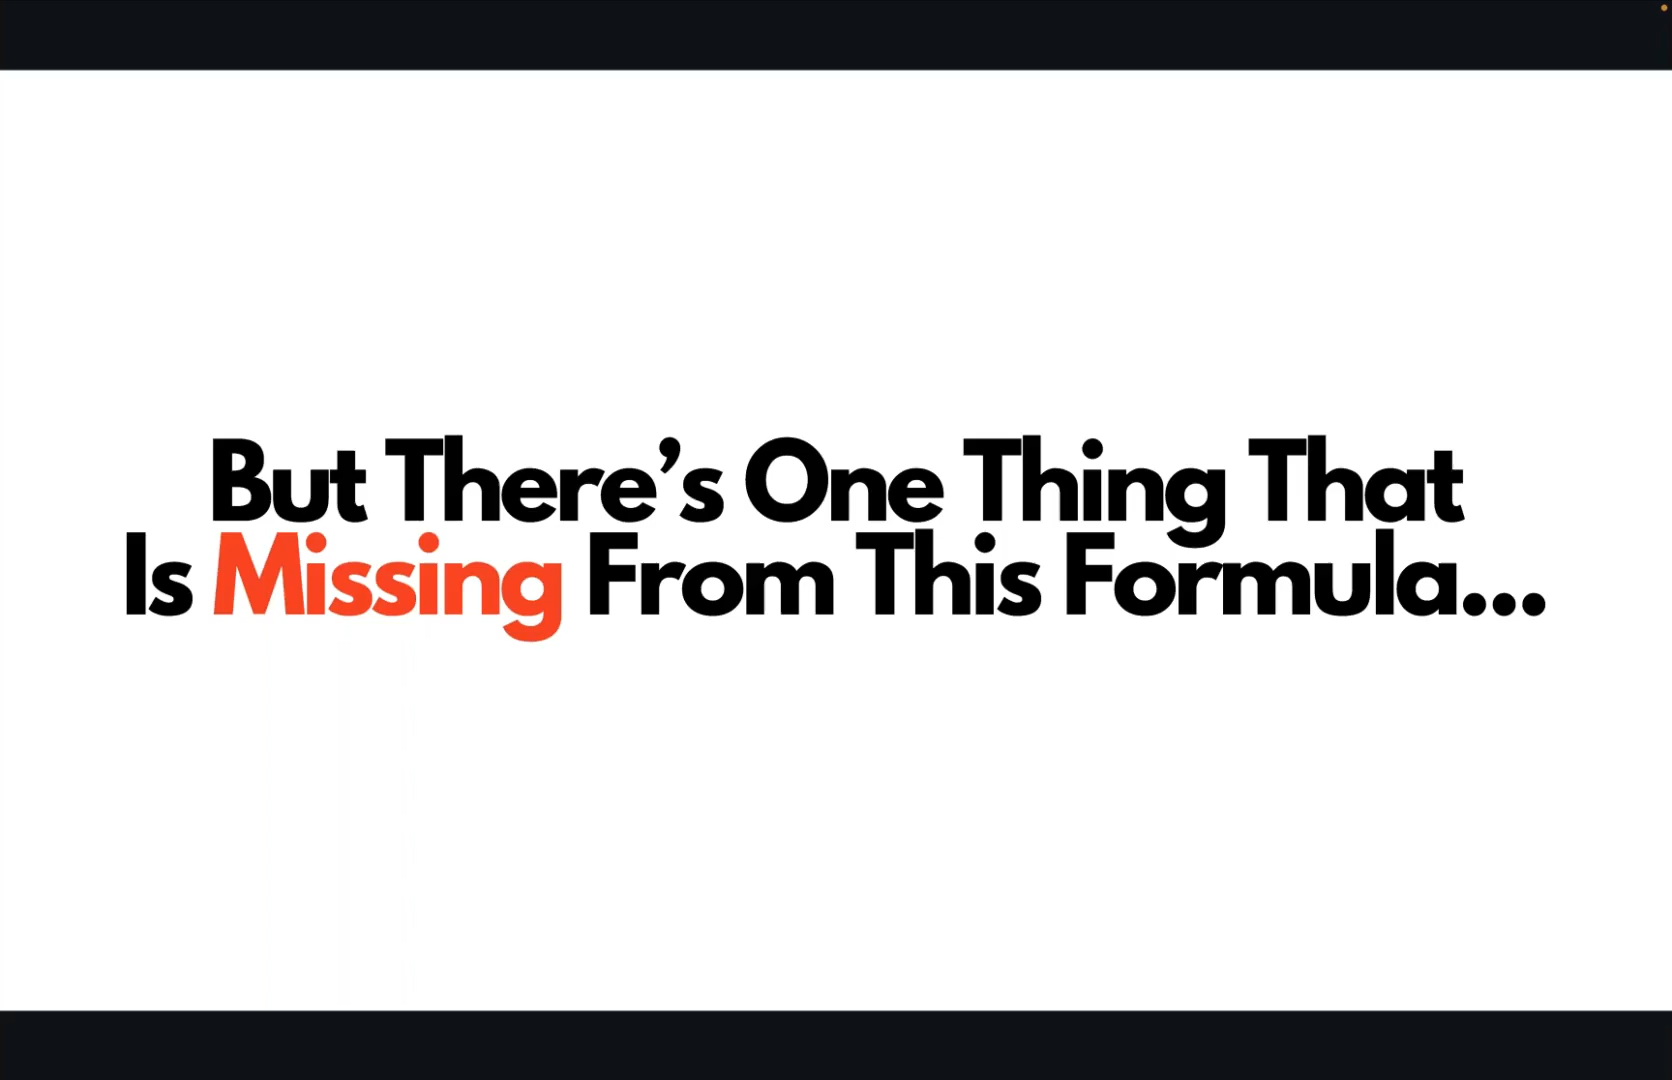 But There’s One Thing That
Is Missing From This Formula...